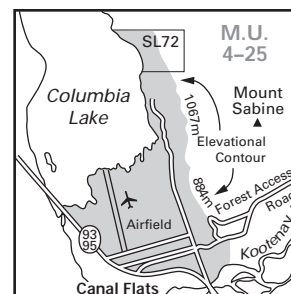 SL72
M.U.
4–25
Columbia
Lake
1067m
Mount
Sabine
Elevational
Contour
884m
Forest Access
Road
Airfield
93
95
Kootenay
Canal Flats